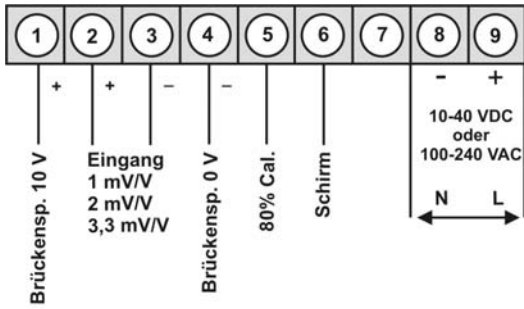 1 2 3 4 5 6 7 8 9
+ + – – - +
Brückensp. 10 V
Eingang
1 mV/V
2 mV/V
3,3 mV/V
Brückensp. 0 V
80% Cal.
Schirm
10-40 VDC
oder
100-240 VAC
N L